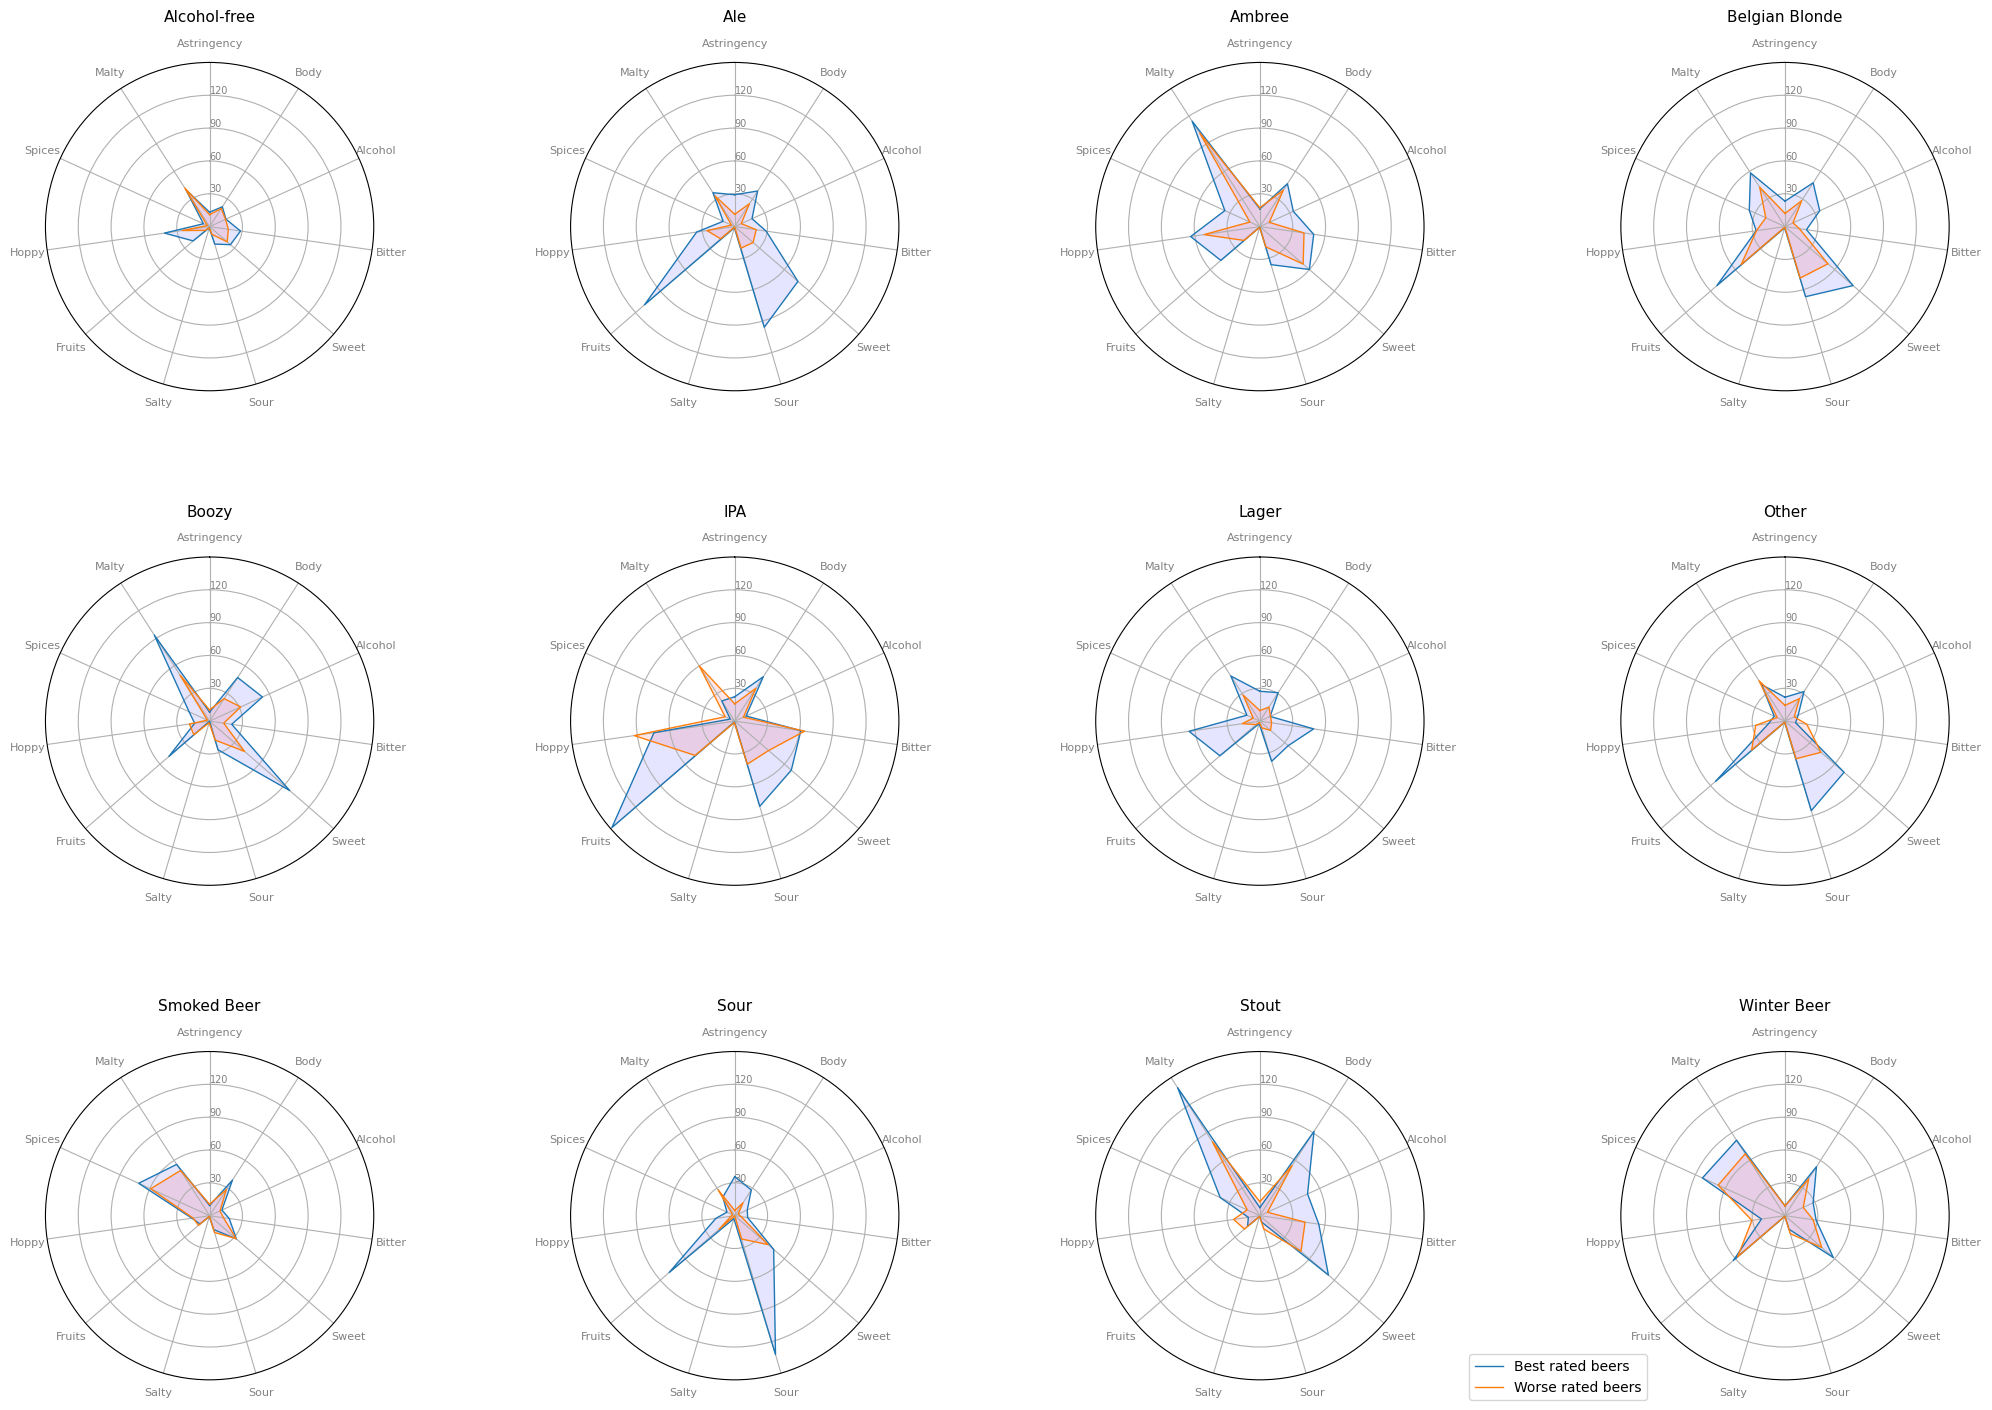 Alcohol-free
Astringency
Malty
Body
Spices
Alcohol
120
90
60
30
Hoppy
Bitter
Fruits
Sweet
Salty
Sour
Ale
Astringency
Malty
Body
Spices
Alcohol
120
90
60
30
Hoppy
Bitter
Fruits
Sweet
Salty
Sour
Ambree
Astringency
Malty
Body
Spices
Alcohol
120
90
60
30
Hoppy
Bitter
Fruits
Sweet
Salty
Sour
Belgian Blonde
Astringency
Malty
Body
Spices
Alcohol
120
90
60
30
Hoppy
Bitter
Fruits
Sweet
Salty
Sour
Boozy
Astringency
Malty
Body
Spices
Alcohol
120
90
60
30
Hoppy
Bitter
Fruits
Sweet
Salty
Sour
IPA
Astringency
Malty
Body
Spices
Alcohol
120
90
60
30
Hoppy
Bitter
Fruits
Sweet
Salty
Sour
Lager
Astringency
Malty
Body
Spices
Alcohol
120
90
60
30
Hoppy
Bitter
Fruits
Sweet
Salty
Sour
Other
Astringency
Malty
Body
Spices
Alcohol
120
90
60
30
Hoppy
Bitter
Fruits
Sweet
Salty
Sour
Smoked Beer
Astringency
Malty
Body
Spices
Alcohol
120
90
60
30
Hoppy
Bitter
Fruits
Sweet
Salty
Sour
Sour
Astringency
Malty
Body
Spices
Alcohol
120
90
60
30
Hoppy
Bitter
Fruits
Sweet
Salty
Sour
Stout
Astringency
Malty
Body
Spices
Alcohol
120
90
60
30
Hoppy
Bitter
Fruits
Sweet
Salty
Sour
Winter Beer
Astringency
Malty
Body
Spices
Alcohol
120
90
60
30
Hoppy
Bitter
Fruits
Sweet
Salty
Sour
Best rated beers
Worse rated beers